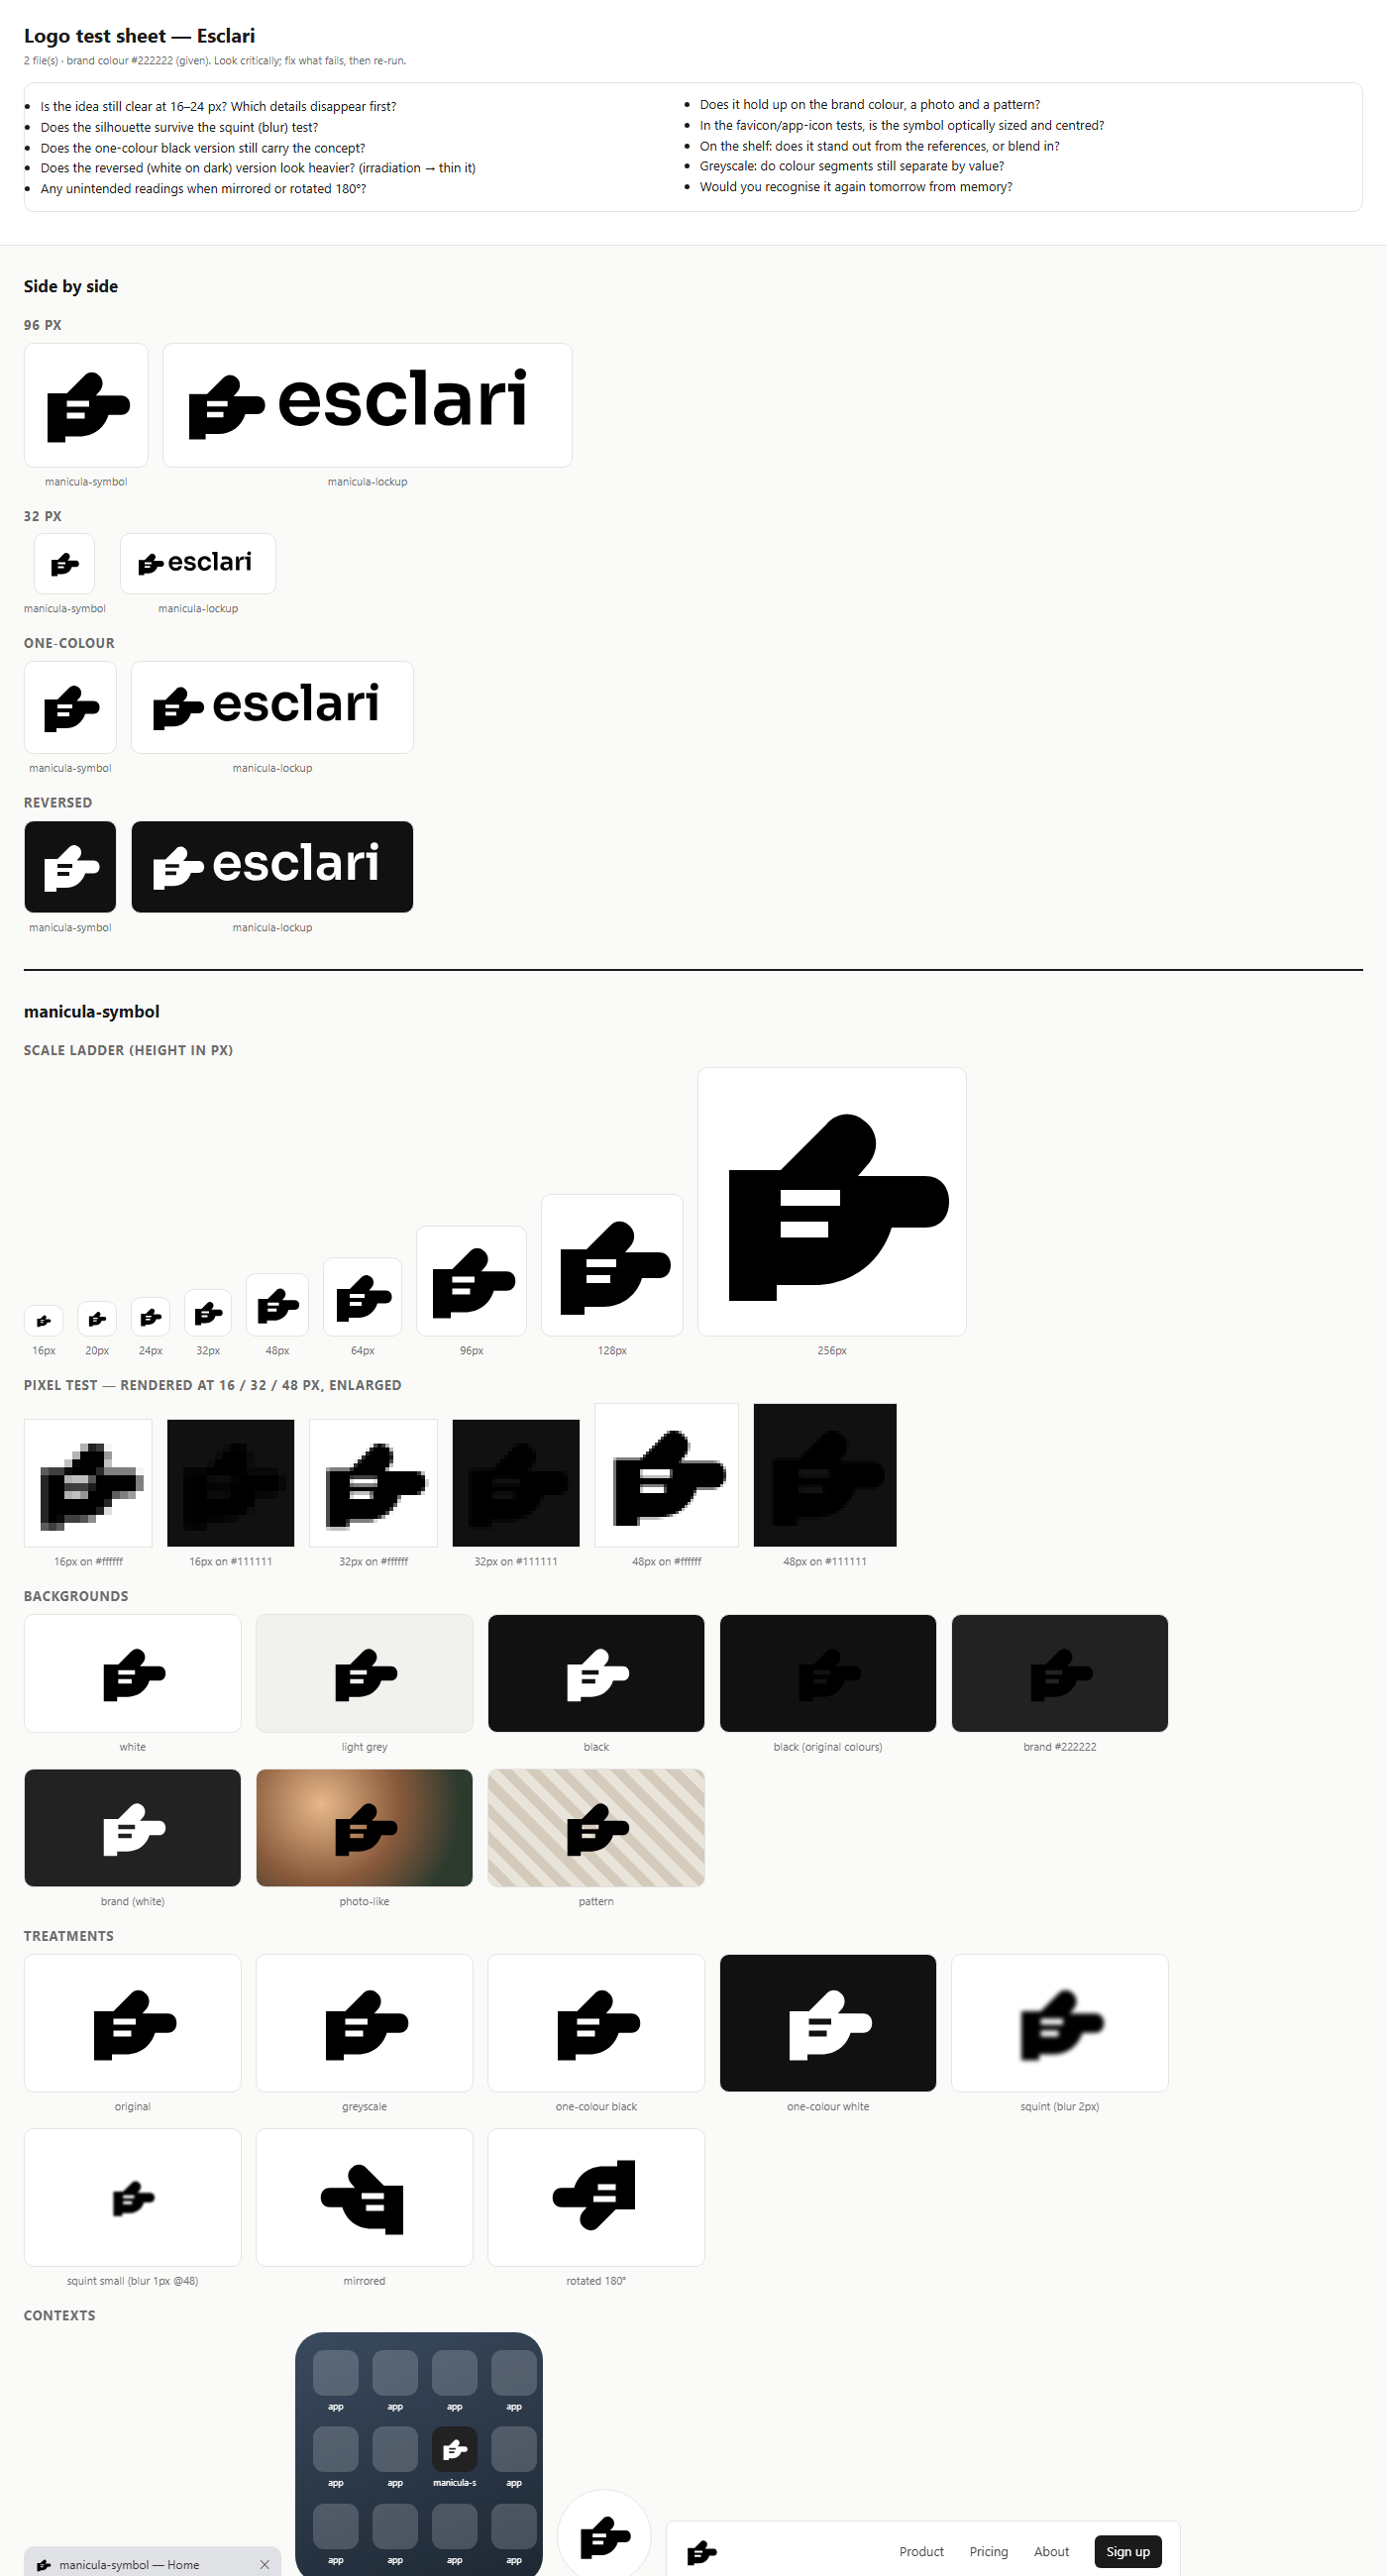 Logo test sheet — Esclari
2 file(s) · brand colour #222222 (given). Look critically; fix what fails, then re-run.
Is the idea still clear at 16–24 px? Which details disappear first?
Does the silhouette survive the squint (blur) test?
Does the one-colour black version still carry the concept?
Does the reversed (white on dark) version look heavier? (irradiation → thin it)
Any unintended readings when mirrored or rotated 180°?
Does it hold up on the brand colour, a photo and a pattern?
In the favicon/app-icon tests, is the symbol optically sized and centred?
On the shelf: does it stand out from the references, or blend in?
Greyscale: do colour segments still separate by value?
Would you recognise it again tomorrow from memory?
Side by side
96 PX
esclari
manicula-symbol manicula-lockup
32 PX
esclari
manicula-symbol manicula-lockup
ONE-COLOUR
esclari
manicula-symbol manicula-lockup
REVERSED
esclari
manicula-symbol manicula-lockup
manicula-symbol
SCALE LADDER (HEIGHT IN PX)
16px 20px 24px 32px 48px 64px 96px 128px 256px
PIXEL TEST — RENDERED AT 16 / 32 / 48 PX, ENLARGED
16px on #ffffff 16px on #111111 32px on #ffffff 32px on #111111 48px on #ffffff 48px on #111111
BACKGROUNDS
white light grey black black (original colours) brand #222222
brand (white) photo-like pattern
TREATMENTS
original greyscale one-colour black one-colour white squint (blur 2px)
squint small (blur 1px @48) mirrored rotated 180°
CONTEXTS
app app app app
app app manicula-s app
app app app app
manicula-symbol — Home
Product Pricing About Sign up